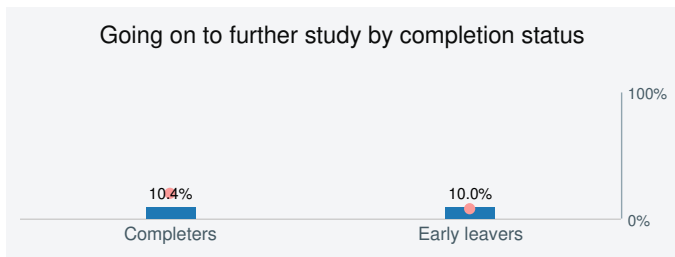 Going on to further study by completion status
100%
10.4%
10.0%
0%
Completers
Early leavers